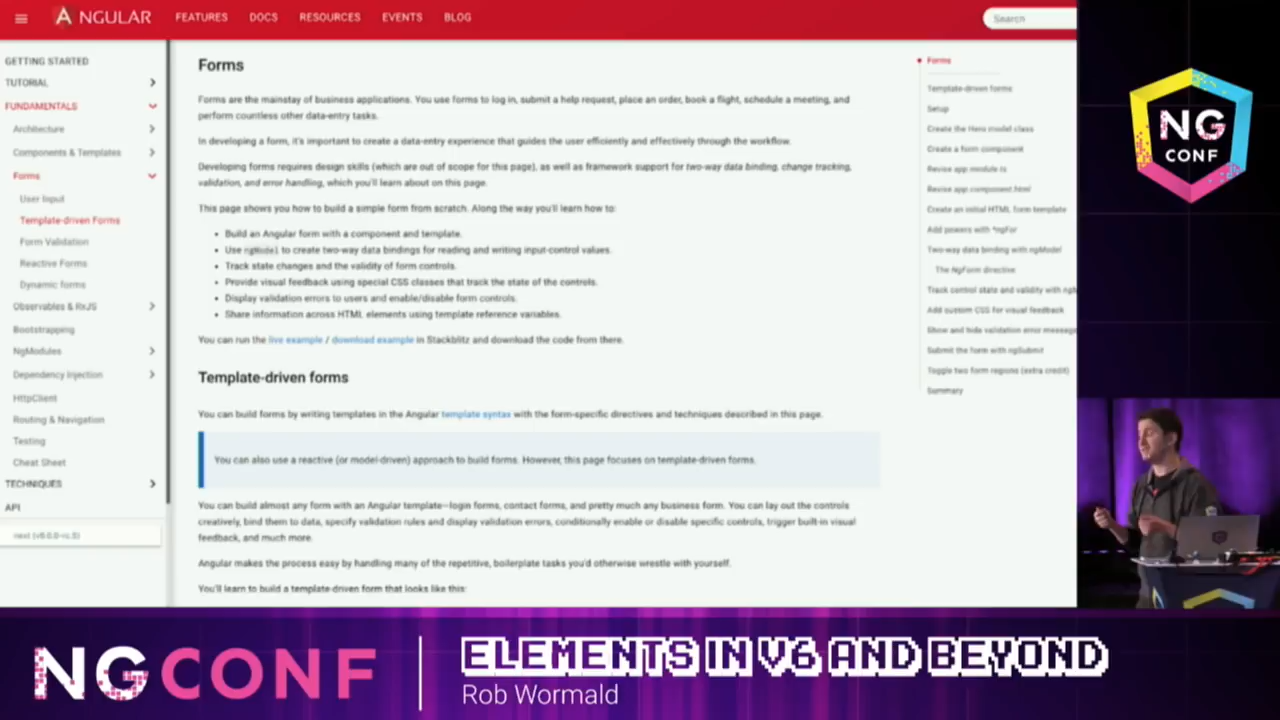 ANGULAR
FEATURES
DOCS
RESOURCES
EVENTS
BLOG
Search
GETTING STARTED
TUTORIAL
FUNDAMENTALS
Architecture
Components & Templates
Forms
User Input
Template-driven Forms
Form Validation
Reactive Forms
Dynamic forms
Observables & RxJS
Bootstrapping
NgModules
Dependency Injection
HttpClient
Routing & Navigation
Testing
Cheat Sheet
TECHNIQUES
API
next (v6.0.0-rc.5)
Forms
Forms are the mainstay of business applications. You use forms to log in, submit a help request, place an order, book a flight, schedule a meeting, and
perform countless other data-entry tasks.
In developing a form, it's important to create a data-entry experience that guides the user efficiently and effectively through the workflow.
Developing forms requires design skills (which are out of scope for this page), as well as framework support for two-way data binding, change tracking,
validation, and error handling, which you'll learn about on this page.
This page shows you how to build a simple form from scratch. Along the way you'll learn how to:
• Build an Angular form with a component and template.
• Use ngModel to create two-way data bindings for reading and writing input-control values.
• Track state changes and the validity of form controls.
• Provide visual feedback using special CSS classes that track the state of the controls.
• Display validation errors to users and enable/disable form controls.
• Share information across HTML elements using template reference variables.
You can run the live example / download example in Stackblitz and download the code from there.
Template-driven forms
You can build forms by writing templates in the Angular template syntax with the form-specific directives and techniques described in this page.
You can also use a reactive (or model-driven) approach to build forms. However, this page focuses on template-driven forms.
You can build almost any form with an Angular template—login forms, contact forms, and pretty much any business form. You can lay out the controls
creatively, bind them to data, specify validation rules and display validation errors, conditionally enable or disable specific controls, trigger built-in visual
feedback, and much more.
Angular makes the process easy by handling many of the repetitive, boilerplate tasks you'd otherwise wrestle with yourself.
You'll learn to build a template-driven form that looks like this:
Forms
Template-driven forms
Setup
Create the Hero model class
Create a form component
Revise app.module.ts
Revise app.component.html
Create an initial HTML form template
Add powers with *ngFor
Two-way data binding with ngModel
The NgForm directive
Track control state and validity with ng
Add custom CSS for visual feedback
Show and hide validation error message
Submit the form with ngSubmit
Toggle two form regions (extra credit)
Summary
NG
CONF
NGCONF
ELEMENTS IN V6 AND BEYOND
Rob Wormald